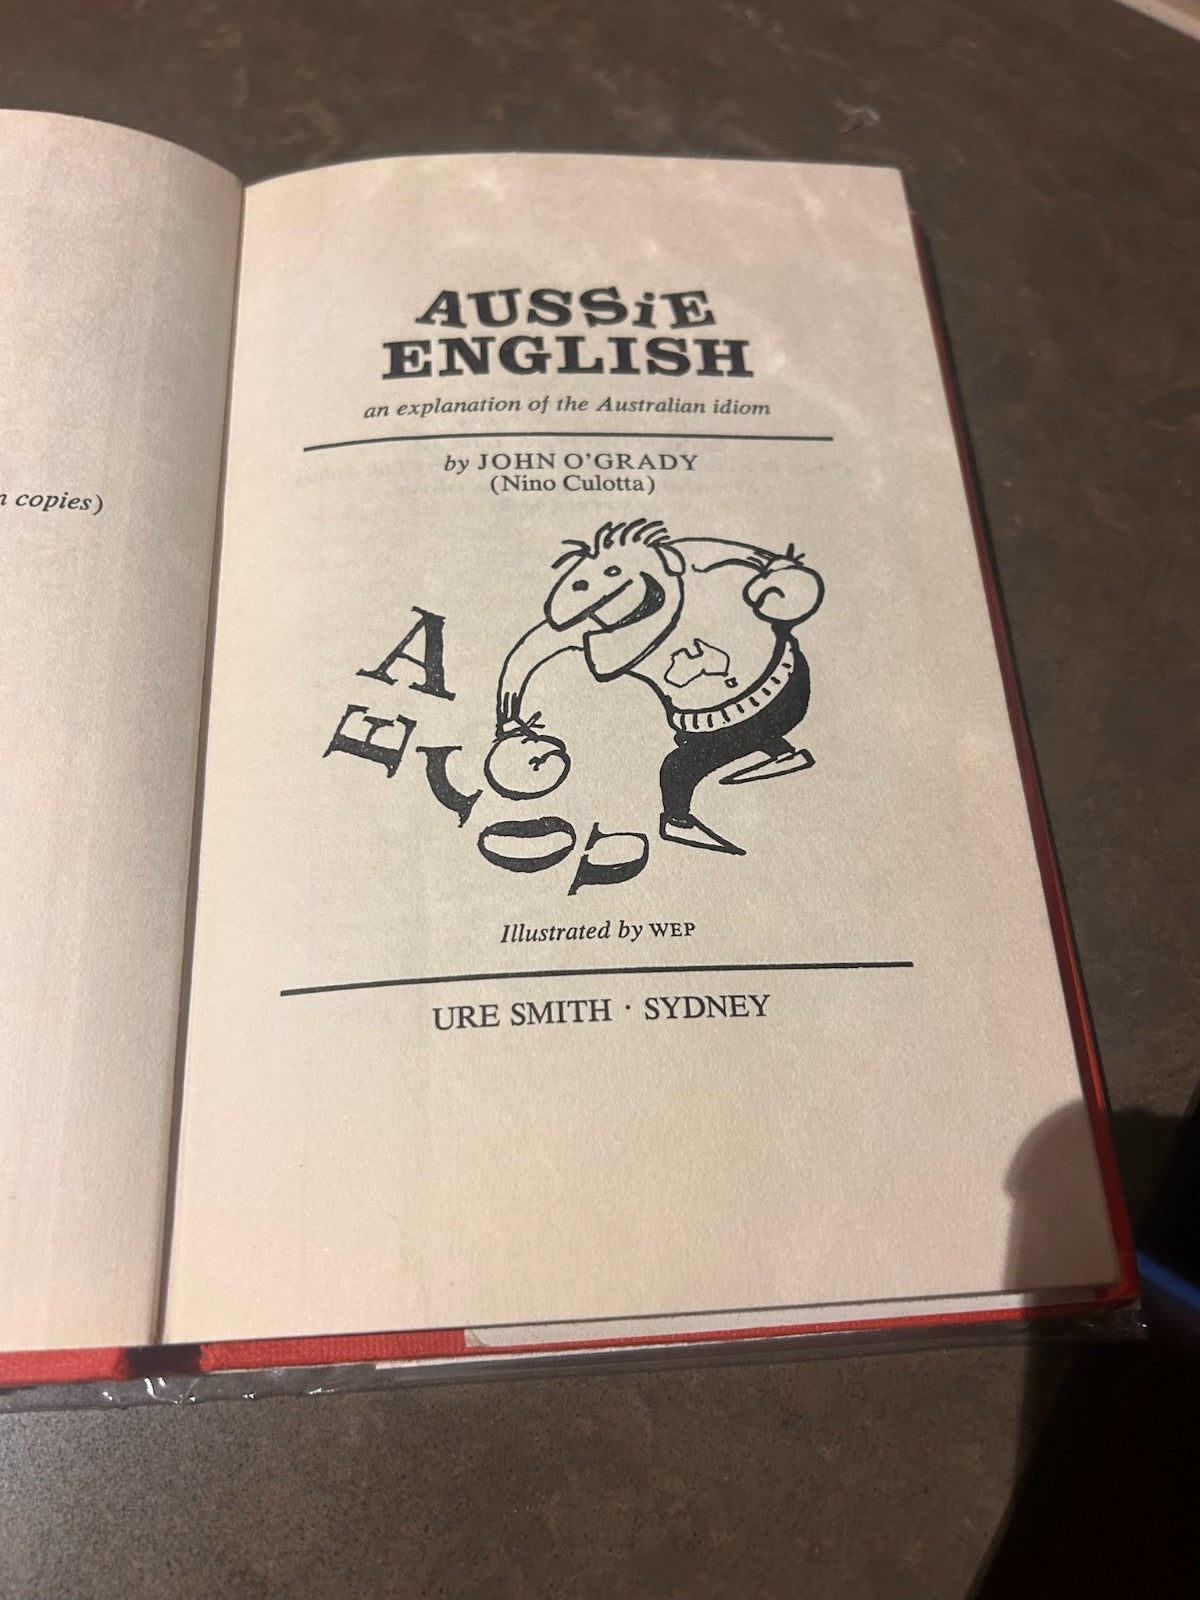 n copies)
AUSSiE
ENGLISH
an explanation of the Australian idiom
by JOHN O'GRADY
(Nino Culotta)
A
E
J
O
D
Illustrated by WEP
URE SMITH · SYDNEY